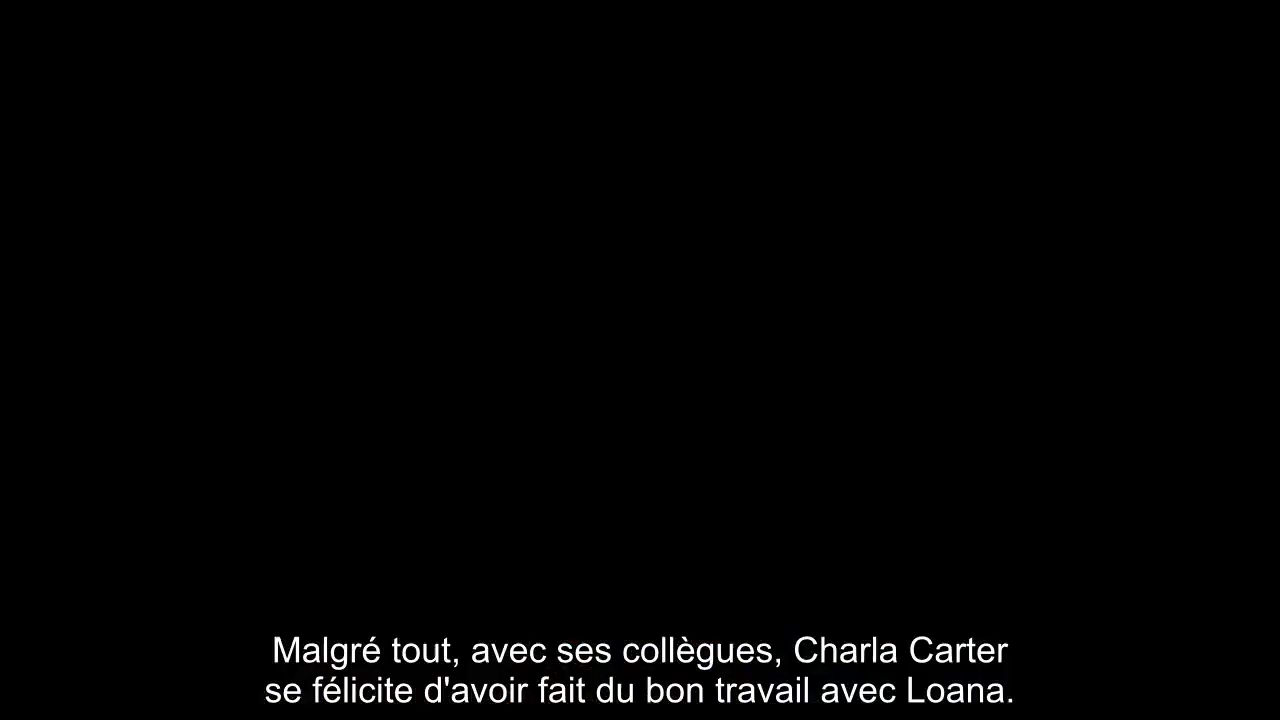 Malgré tout, avec ses collègues, Charla Carter
se félicite d'avoir fait du bon travail avec Loana.